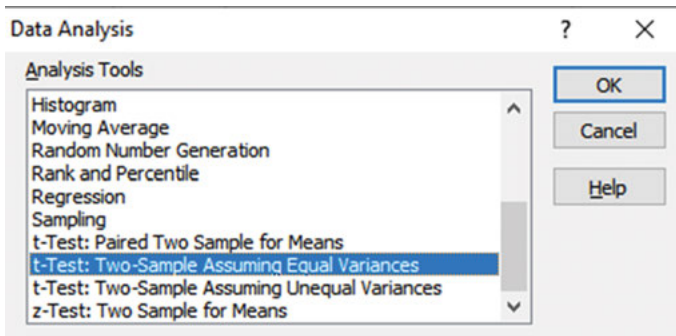 Data Analysis ? ×
Analysis Tools
Histogram
Moving Average
Random Number Generation
Rank and Percentile
Regression
Sampling
t-Test: Paired Two Sample for Means
t-Test: Two-Sample Assuming Equal Variances
t-Test: Two-Sample Assuming Unequal Variances
z-Test: Two Sample for Means
OK
Cancel
Help